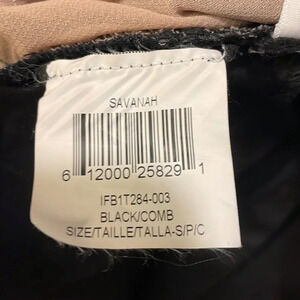 SAVANAH
6 12000 25829 1
IFB1T284-003
BLACK/COMB
SIZE/TAILLE/TALLA-S/P/C